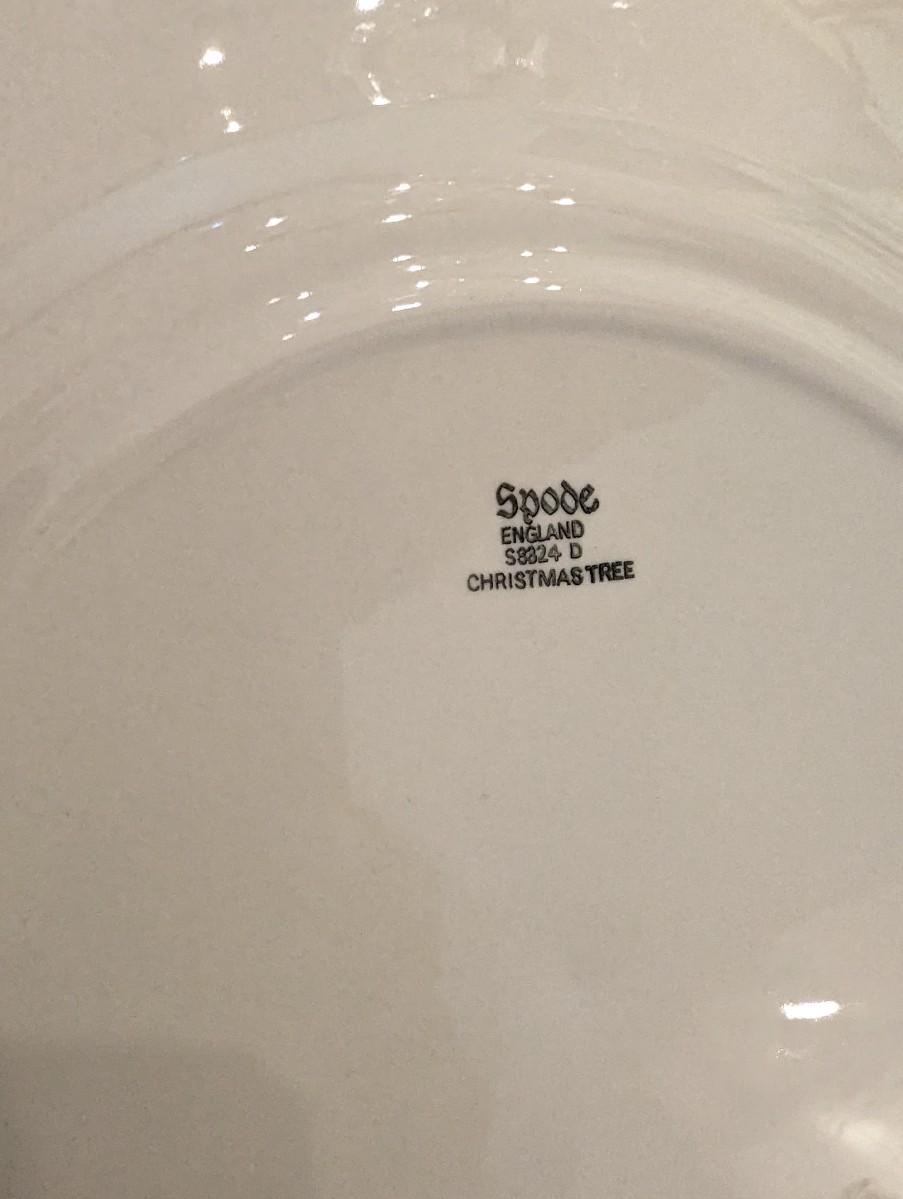 Spode
ENGLAND
S3324 D
CHRISTMAS TREE